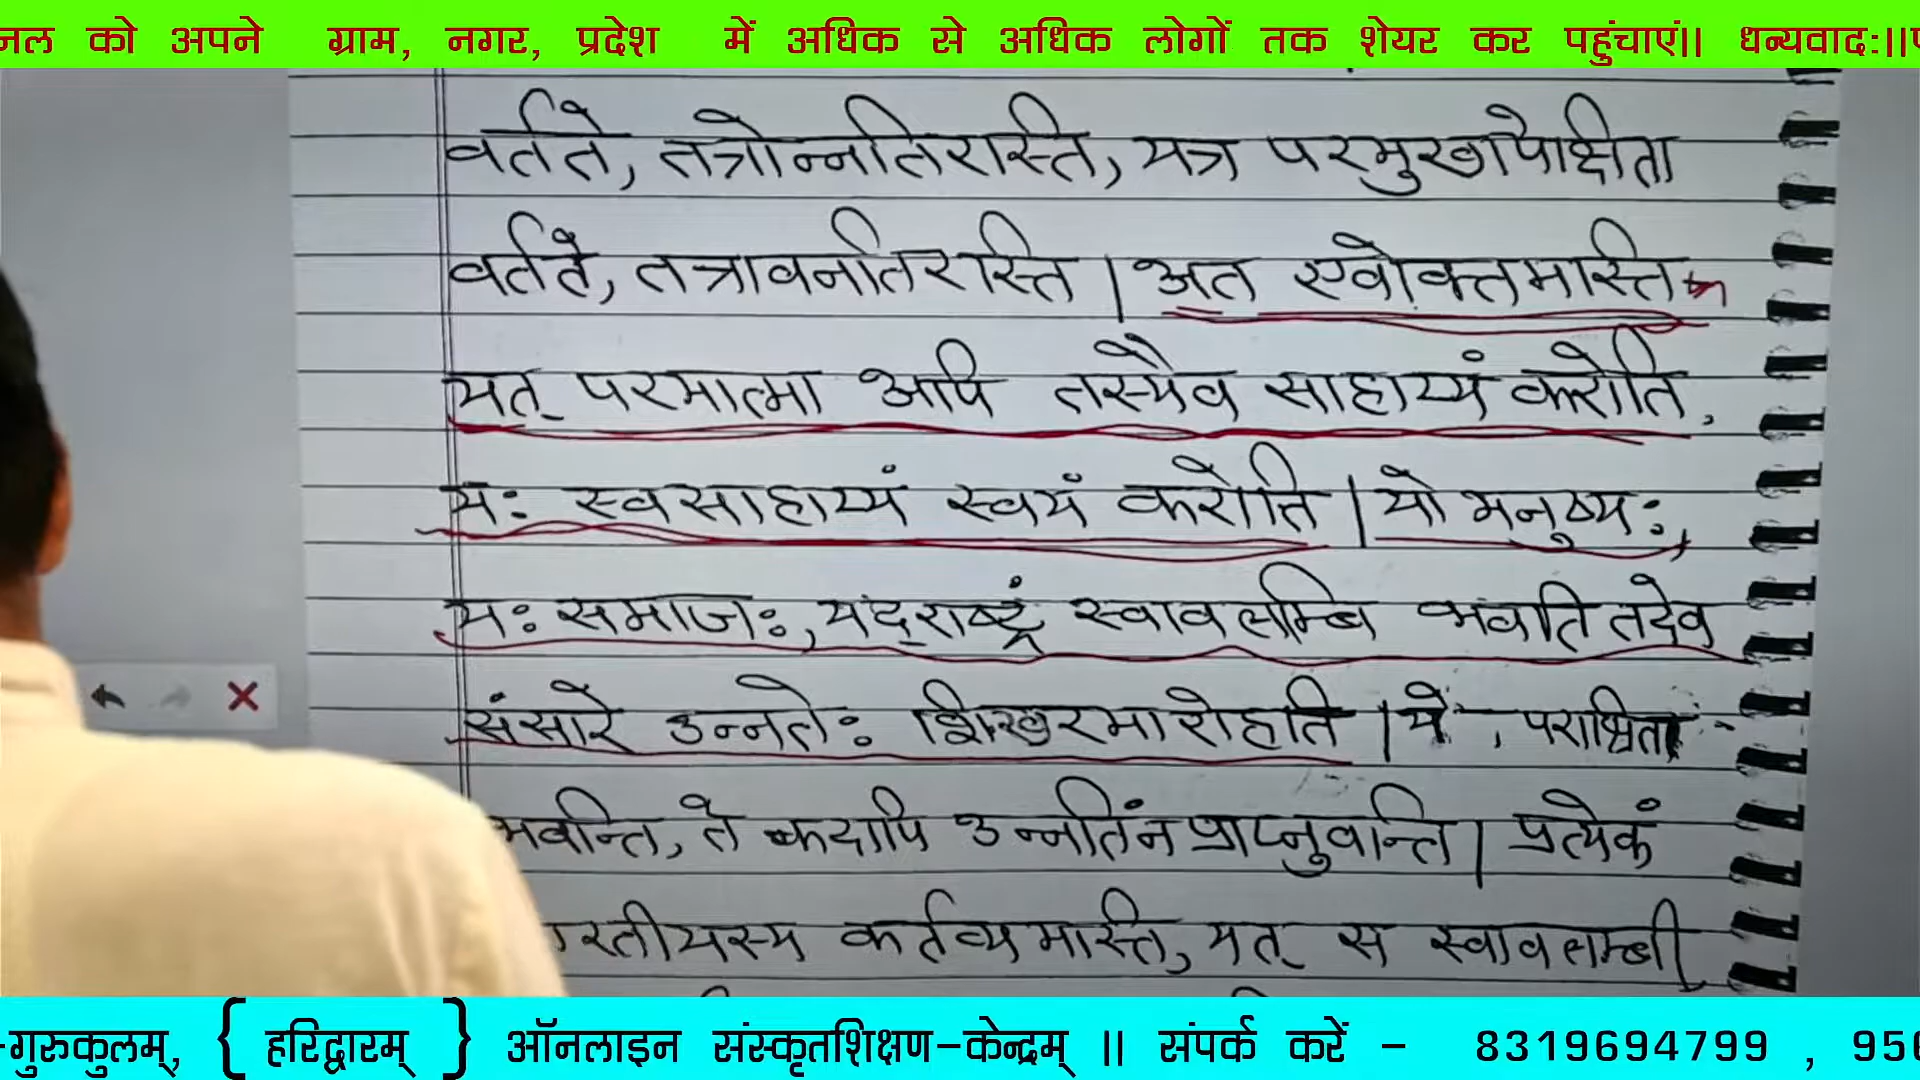 नल को अपने ग्राम, नगर, प्रदेश में अधिक से अधिक लोगों तक शेयर कर पहुंचाएं।। धन्यवादः।।
वर्तते, तत्रोन्नतिरस्ति, यत्र परमुखापेक्षिता
वर्तते, तत्रावनतिरस्ति । अत एवोक्तमस्ति
यत् परमात्मा अपि तस्यैव साहाय्यं करोति,
यः स्वसाहाय्यं स्वयं करोति । यो मनुष्यः,
यः समाजः, यद्राष्ट्रं स्वावलम्बि भवति तदेव
संसारे उन्नतेः शिखरमारोहति । ये , पराश्रिता
भवन्ति, ते कदापि उन्नतिं न प्राप्नुवन्ति । प्रत्येकं
रतीयस्य कर्तव्यमस्ति, यत् स स्वावलम्बी
-गुरुकुलम्, { हरिद्वारम् } ऑनलाइन संस्कृतशिक्षण-केन्द्रम् ॥ संपर्क करें - 8319694799 , 956